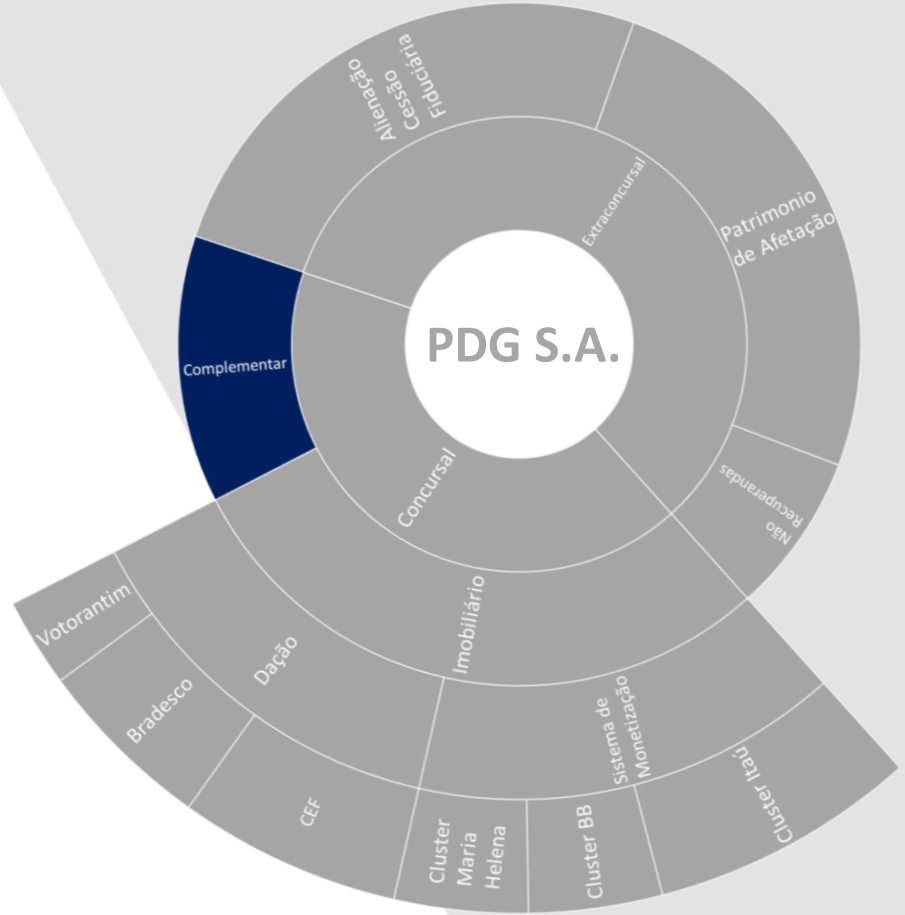 Alienação
Cessão
Fiduciária
Extraconcursal
Patrimonio
de Afetação
Não
Recuperandas
PDG S.A.
Complementar
Concursal
Imobiliário
Dação
Sistema de
Monetização
Votorantim
Bradesco
CEF
Cluster
Maria
Helena
Cluster BB
Cluster Itaú